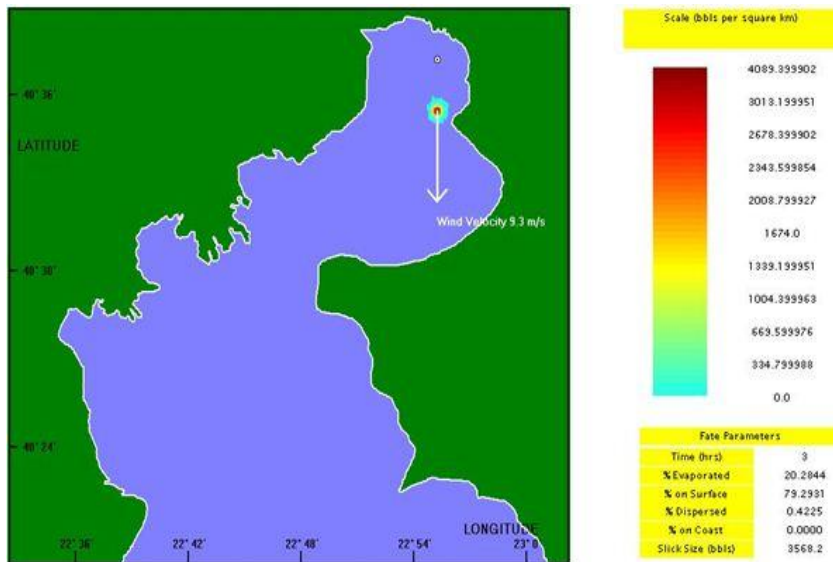 Scale (bbls per square km)
4089.399902
3013.199951
2678.399902
2343.599854
2008.799927
1674.0
1339.199951
1004.399963
669.599976
334.799988
0.0
40° 36'
LATITUDE
Wind Velocity 9.3 m/s
40° 30'
40° 24'
LONGITUDE
22° 36' 22° 42' 22° 48' 22° 54' 23° 0'
Fate Parameters
Time (hrs) 3
% Evaporated 20.2844
% on Surface 79.2931
% Dispersed 0.4225
% on Coast 0.0000
Slick Size (bbls) 3568.2